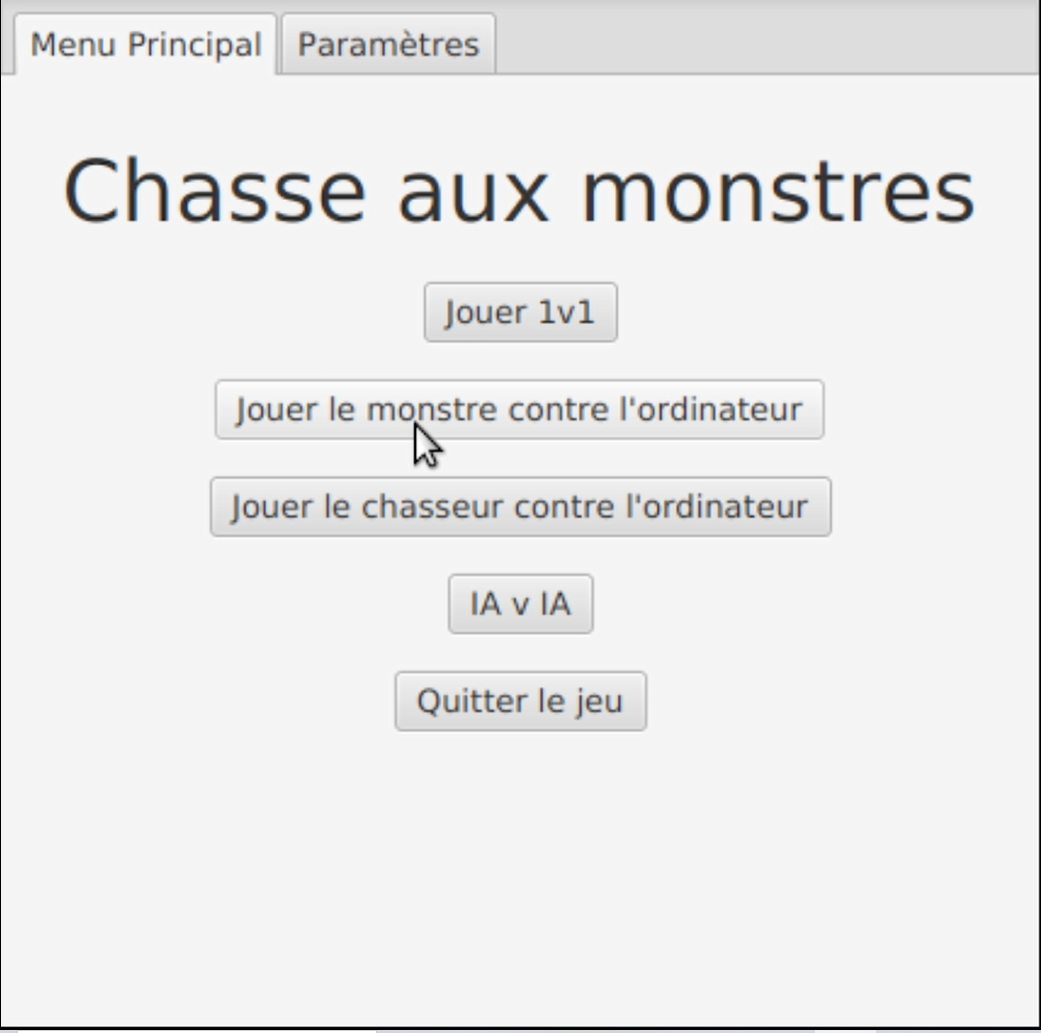 Menu Principal
Paramètres
Chasse aux monstres
Jouer 1v1
Jouer le monstre contre l'ordinateur
Jouer le chasseur contre l'ordinateur
IA v IA
Quitter le jeu